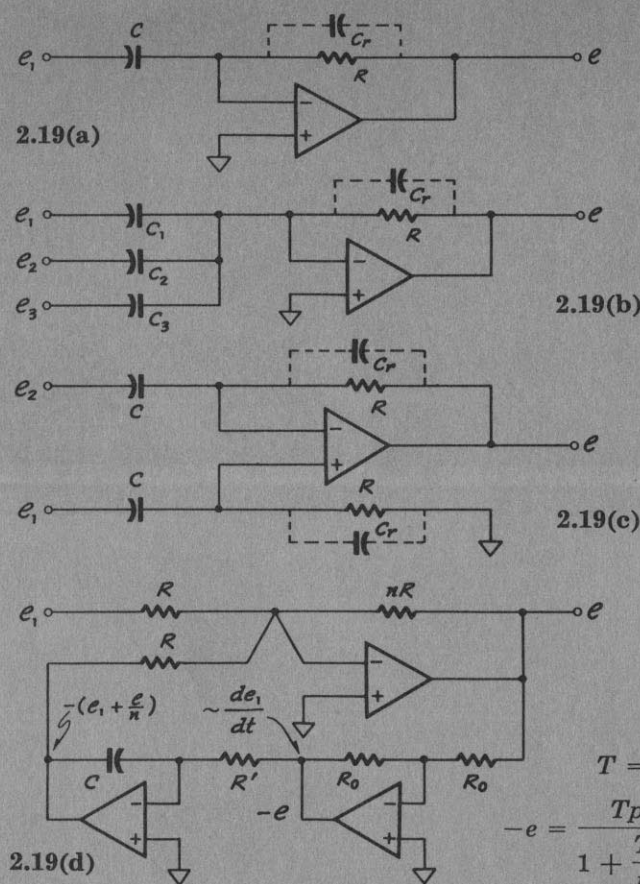 C
Cᵣ
e₁
R
e
2.19(a)
Cᵣ
e₁
C₁
R
e
e₂
C₂
e₃
C₃
2.19(b)
Cᵣ
e₂
C
R
e
C
R
e₁
Cᵣ
2.19(c)
e₁
R
nR
e
R
-(e₁ + e/n)
~ de₁/dt
C
R'
R₀
R₀
T =
-e
-e = Tp
1 + T
2.19(d)